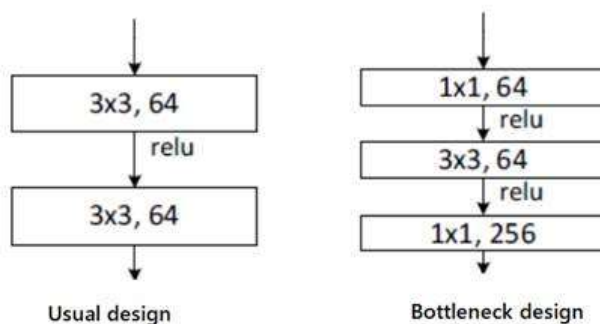 3x3, 64
relu
3x3, 64
Usual design
1x1, 64
relu
3x3, 64
relu
1x1, 256
Bottleneck design